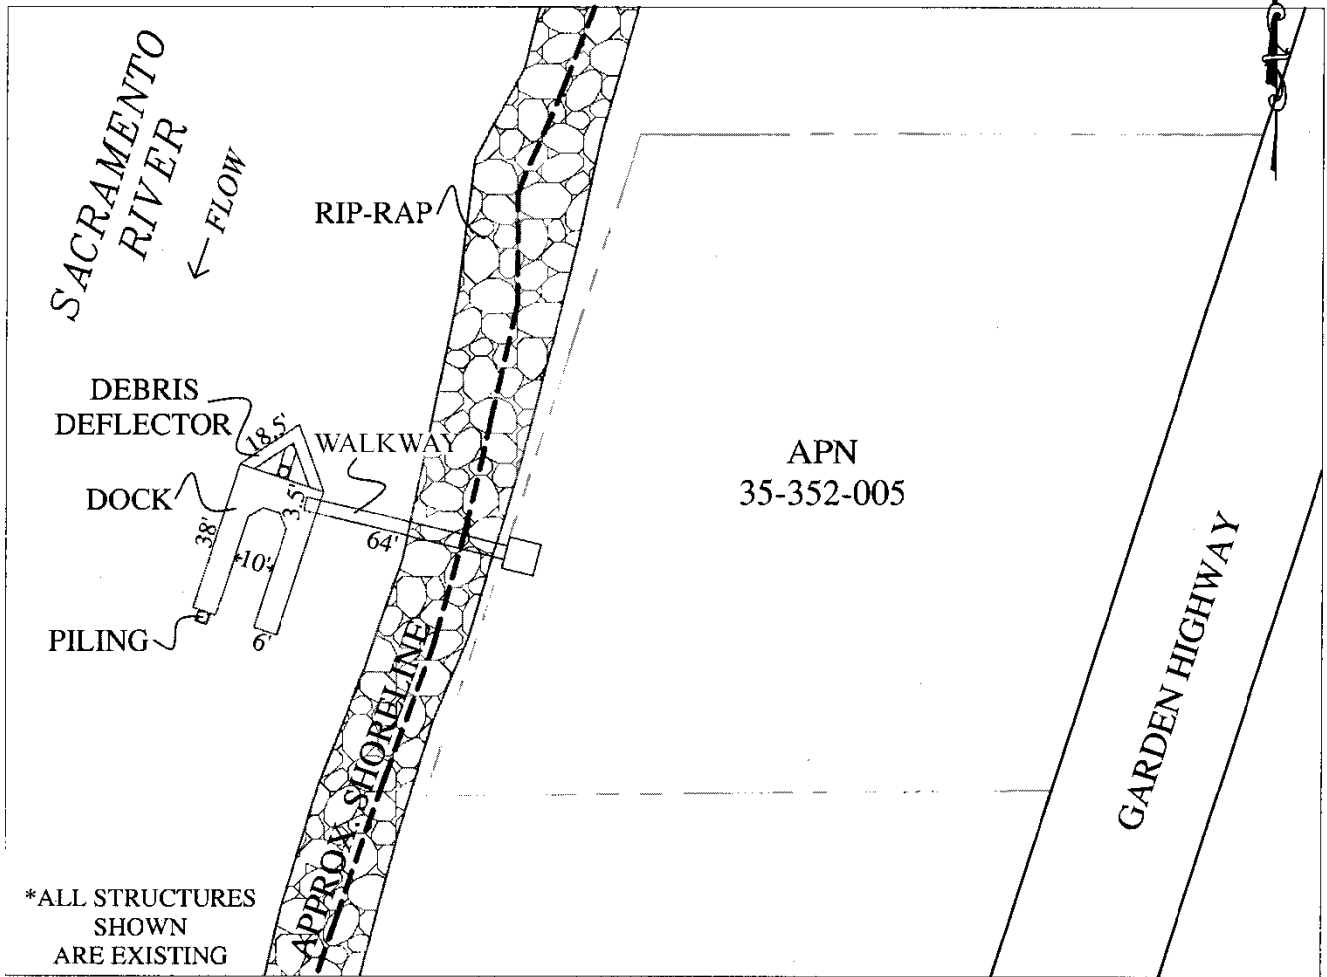 SACRAMENTO
RIVER
← FLOW
RIP-RAP
DEBRIS
DEFLECTOR
18.5'
WALKWAY
DOCK
3.5'
38'
64'
10'
PILING
6'
APN
35-352-005
APPROX. SHORELINE
GARDEN HIGHWAY
*ALL STRUCTURES
SHOWN
ARE EXISTING